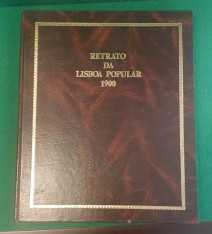 RETRATO
DA
LISBOA POPULAR
1900